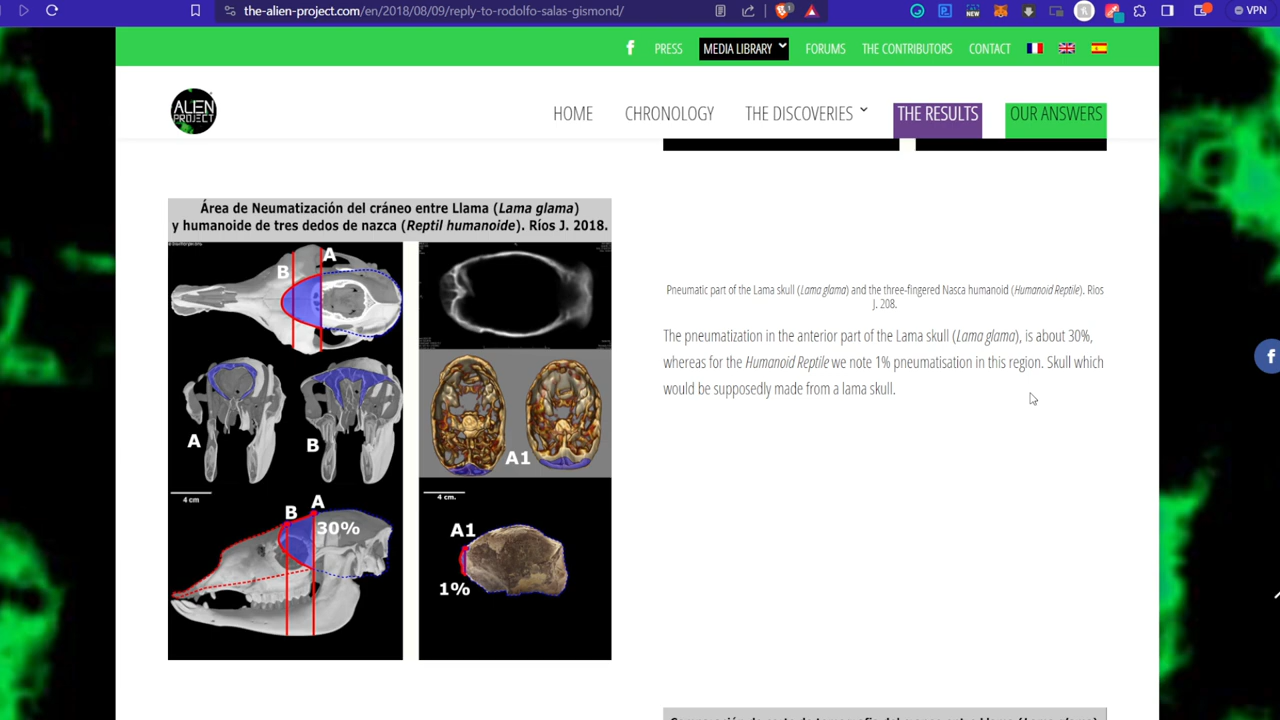 the-alien-project.com/en/2018/08/09/reply-to-rodolfo-salas-gismond/
NEW
VPN
PRESS
MEDIA LIBRARY
FORUMS
THE CONTRIBUTORS
CONTACT
ALEN
PROJECT
HOME
CHRONOLOGY
THE DISCOVERIES
THE RESULTS
OUR ANSWERS
Área de Neumatización del cráneo entre Llama (Lama glama)
y humanoide de tres dedos de nazca (Reptil humanoide). Ríos J. 2018.
B
A
A
B
A1
4 cm
4 cm.
B
A
30%
A1
1%
Pneumatic part of the Lama skull (Lama glama) and the three-fingered Nasca humanoid (Humanoid Reptile). Rios
J. 208.
The pneumatization in the anterior part of the Lama skull (Lama glama), is about 30%,
whereas for the Humanoid Reptile we note 1% pneumatisation in this region. Skull which
would be supposedly made from a lama skull.